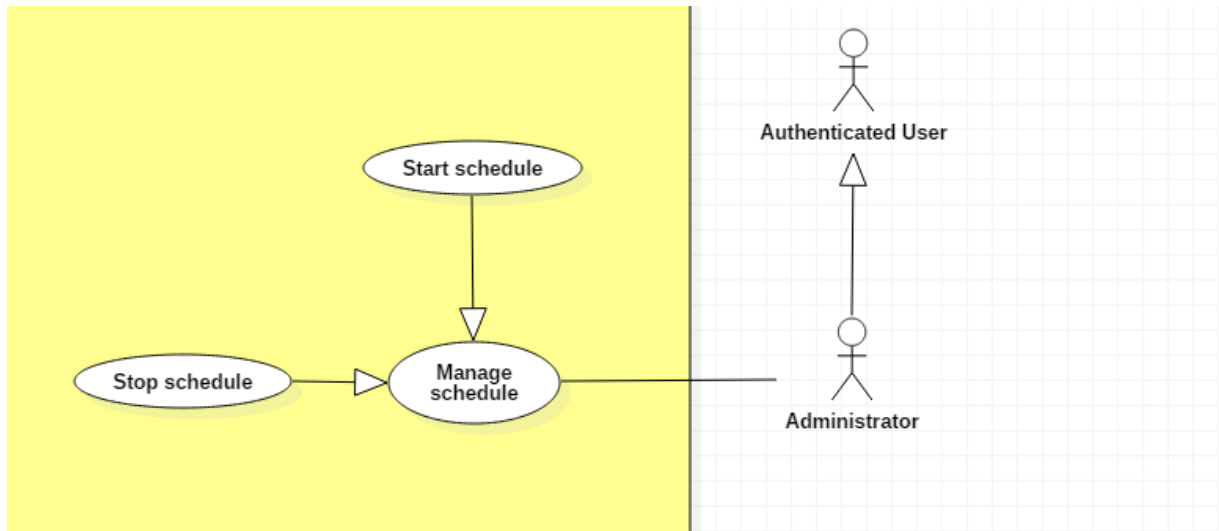 Authenticated User
Start schedule
Stop schedule
Manage
schedule
Administrator